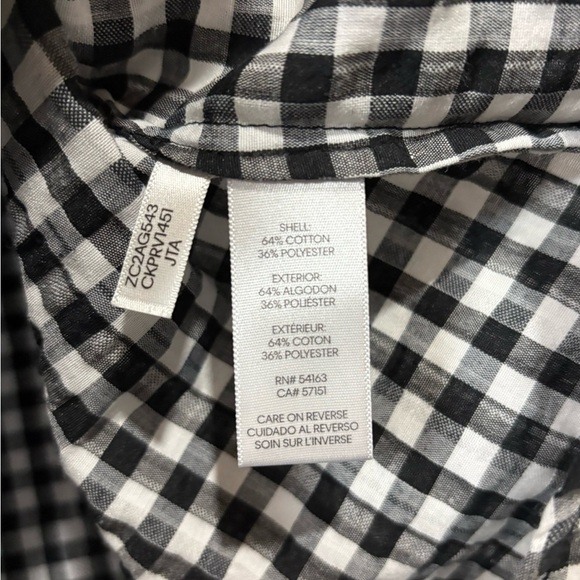 ZC2AG543
CKPRV1451
JTA
SHELL:
64% COTTON
36% POLYESTER
EXTERIOR:
64% ALGODON
36% POLIÉSTER
EXTÉRIEUR:
64% COTON
36% POLYESTER
RN# 54163
CA# 57151
CARE ON REVERSE
CUIDADO AL REVERSO
SOIN SUR L'INVERSE